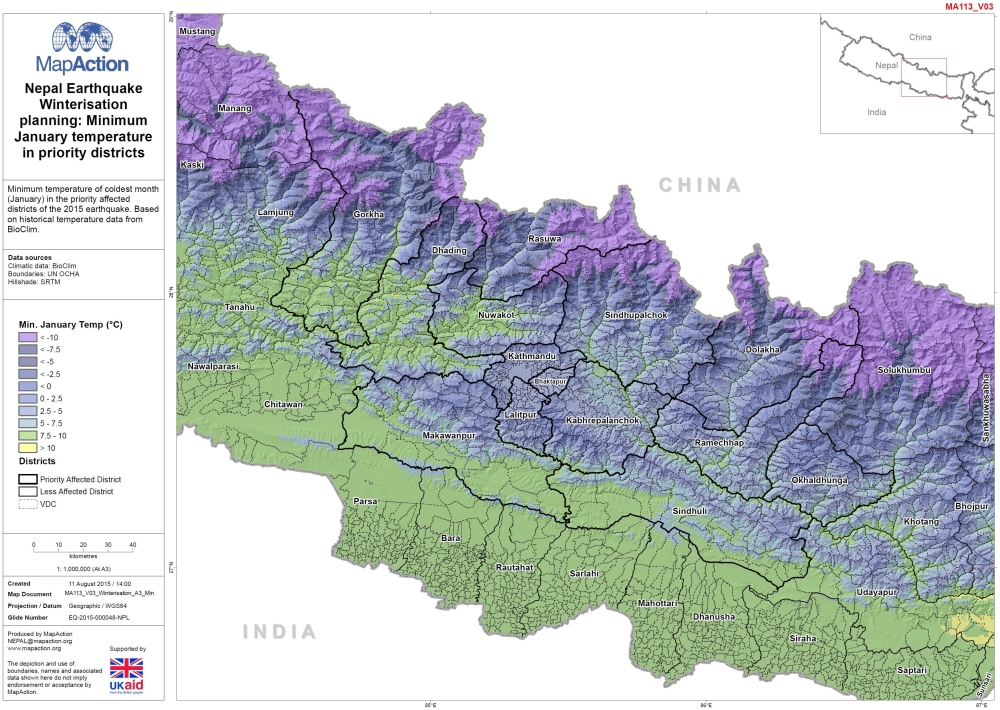 MA113_V03
MapAction
Nepal Earthquake
Winterisation
planning: Minimum
January temperature
in priority districts
Minimum temperature of coldest month
(January) in the priority affected
districts of the 2015 earthquake. Based
on historical temperature data from
BioClim.
Data sources
Climatic data: BioClim
Boundaries: UN OCHA
Hillshade: SRTM
Min. January Temp (°C)
< -10
< -7.5
< -5
< -2.5
< 0
0 - 2.5
2.5 - 5
5 - 7.5
7.5 - 10
> 10
Districts
Priority Affected District
Less Affected District
VDC
0 10 20 30 40
kilometres
1: 1,000,000 (At A3)
Created 11 August 2015 / 14:00
Map Document MA113_V03_Winterisation_A3_Min
Projection / Datum Geographic / WGS84
Glide Number EQ-2015-000048-NPL
Produced by MapAction
NEPAL@mapaction.org
www.mapaction.org
Supported by
The depiction and use of
boundaries, names and associated
data shown here do not imply
endorsement or acceptance by
MapAction.
UKaid
from the British people
29°N
28°N
27°N
85°E
86°E
87°E
China
Nepal
India
CHINA
INDIA
Mustang
Manang
Kaski
Lamjung
Gorkha
Dhading
Rasuwa
Tanahu
Nuwakot
Sindhupalchok
Dolakha
Solukhumbu
Sankhuwasabha
Nawalparasi
Kathmandu
Bhaktapur
Chitawan
Lalitpur
Kabhrepalanchok
Makawanpur
Ramechhap
Okhaldhunga
Parsa
Sindhuli
Bhojpur
Khotang
Bara
Rautahat
Sarlahi
Udayapur
Mahottari
Dhanusha
Siraha
Saptari
Sunsari